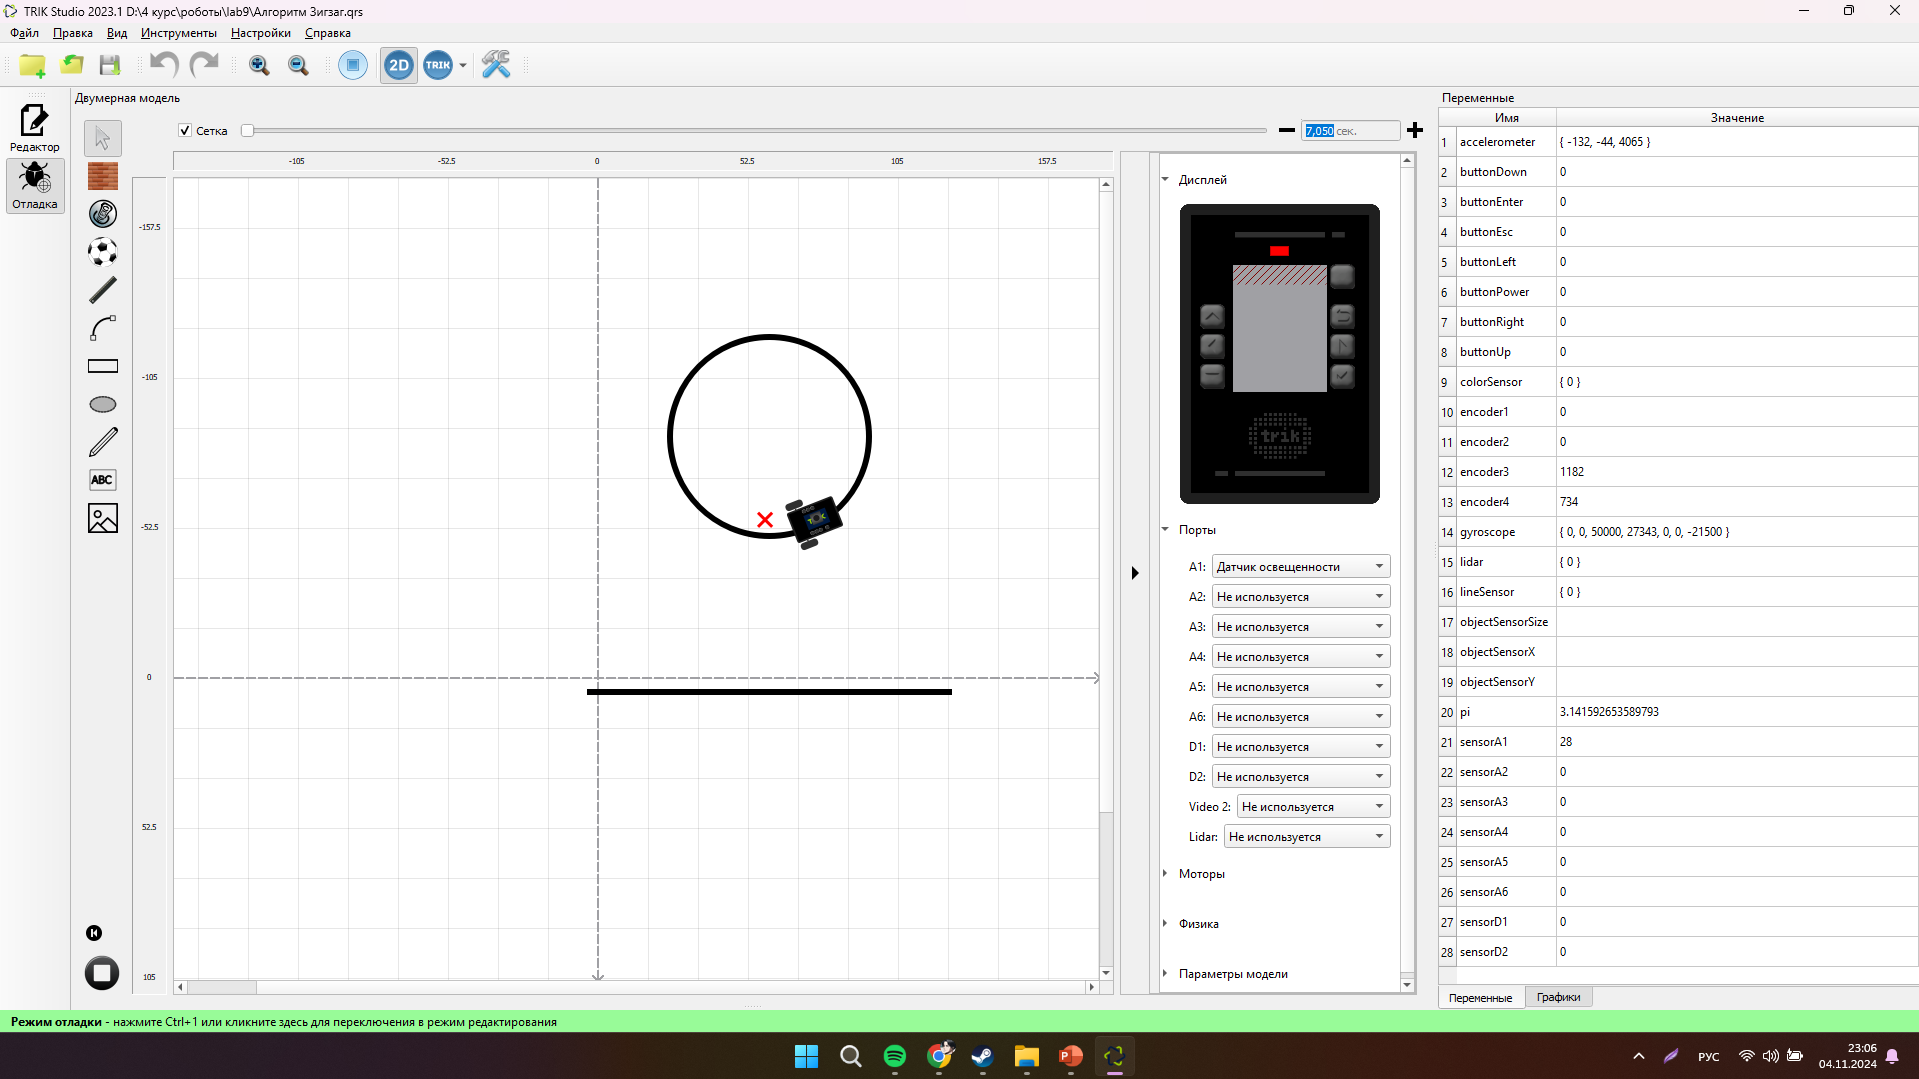 TRIK Studio 2023.1 D:\4 курс\роботы\lab9\Алгоритм Зигзаг.qrs
Файл Правка Вид Инструменты Настройки Справка
2D TRIK
Двумерная модель
Редактор
Отладка
ABC
Сетка
7,050 сек.
-105 -52.5 0 52.5 105 157.5
-157.5
-105
-52.5
0
52.5
105
Дисплей
trik
Порты
A1: Датчик освещенности
A2: Не используется
A3: Не используется
A4: Не используется
A5: Не используется
A6: Не используется
D1: Не используется
D2: Не используется
Video 2: Не используется
Lidar: Не используется
Моторы
Физика
Параметры модели
Переменные
Имя Значение
1 accelerometer { -132, -44, 4065 }
2 buttonDown 0
3 buttonEnter 0
4 buttonEsc 0
5 buttonLeft 0
6 buttonPower 0
7 buttonRight 0
8 buttonUp 0
9 colorSensor { 0 }
10 encoder1 0
11 encoder2 0
12 encoder3 1182
13 encoder4 734
14 gyroscope { 0, 0, 50000, 27343, 0, 0, -21500 }
15 lidar { 0 }
16 lineSensor { 0 }
17 objectSensorSize
18 objectSensorX
19 objectSensorY
20 pi 3.141592653589793
21 sensorA1 28
22 sensorA2 0
23 sensorA3 0
24 sensorA4 0
25 sensorA5 0
26 sensorA6 0
27 sensorD1 0
28 sensorD2 0
Переменные Графики
Режим отладки - нажмите Ctrl+1 или кликните здесь для переключения в режим редактирования
РУС
23:06
04.11.2024